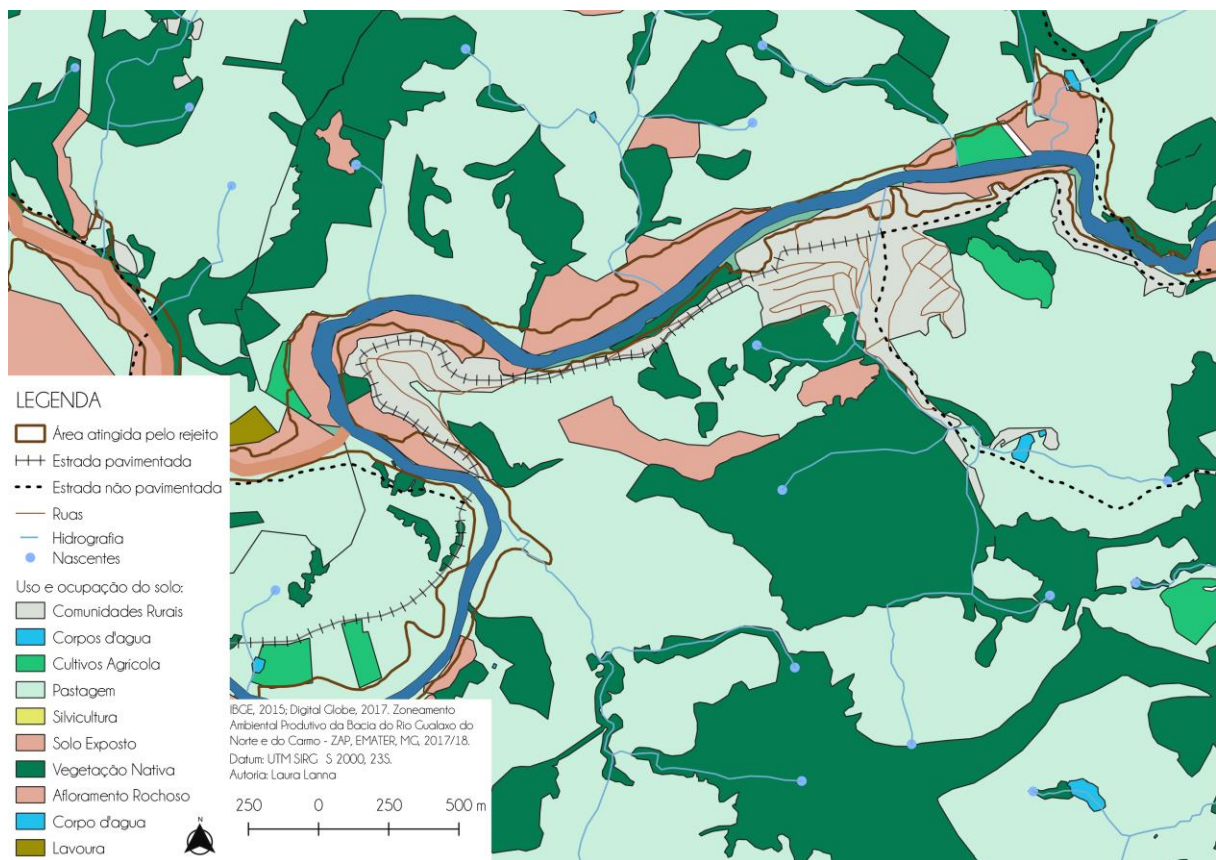 LEGENDA
Área atingida pelo rejeito
Estrada pavimentada
Estrada não pavimentada
Ruas
Hidrografia
Nascentes
Uso e ocupação do solo:
Comunidades Rurais
Corpos d'agua
Cultivos Agrícola
Pastagem
Silvicultura
Solo Exposto
Vegetação Nativa
Afloramento Rochoso
Corpo d'agua
Lavoura
N
IBGE, 2015; Digital Globe, 2017. Zoneamento
Ambiental Produtivo da Bacia do Rio Gualaxo do
Norte e do Carmo - ZAP, EMATER, MG, 2017/18.
Datum: UTM SIRG S 2000, 23S.
Autoria: Laura Lanna
250 0 250 500 m